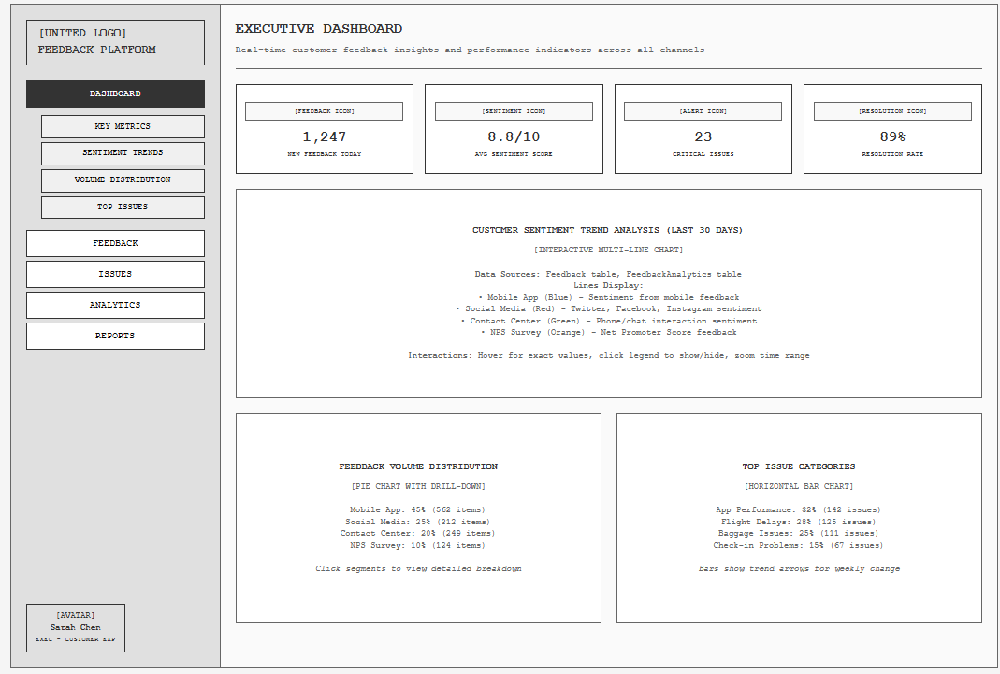 [UNITED LOGO]
FEEDBACK PLATFORM
DASHBOARD
KEY METRICS
SENTIMENT TRENDS
VOLUME DISTRIBUTION
TOP ISSUES
FEEDBACK
ISSUES
ANALYTICS
REPORTS
[AVATAR]
Sarah Chen
EXEC - CUSTOMER EXP
EXECUTIVE DASHBOARD
Real-time customer feedback insights and performance indicators across all channels
[FEEDBACK ICON]
1,247
NEW FEEDBACK TODAY
[SENTIMENT ICON]
8.8/10
AVG SENTIMENT SCORE
[ALERT ICON]
23
CRITICAL ISSUES
[RESOLUTION ICON]
89%
RESOLUTION RATE
CUSTOMER SENTIMENT TREND ANALYSIS (LAST 30 DAYS)
[INTERACTIVE MULTI-LINE CHART]
Data Sources: Feedback table, FeedbackAnalytics table
Lines Display:
• Mobile App (Blue) - Sentiment from mobile feedback
• Social Media (Red) - Twitter, Facebook, Instagram sentiment
• Contact Center (Green) - Phone/chat interaction sentiment
• NPS Survey (Orange) - Net Promoter Score feedback
Interactions: Hover for exact values, click legend to show/hide, zoom time range
FEEDBACK VOLUME DISTRIBUTION
[PIE CHART WITH DRILL-DOWN]
Mobile App: 45% (562 items)
Social Media: 25% (312 items)
Contact Center: 20% (249 items)
NPS Survey: 10% (124 items)
Click segments to view detailed breakdown
TOP ISSUE CATEGORIES
[HORIZONTAL BAR CHART]
App Performance: 32% (142 issues)
Flight Delays: 28% (125 issues)
Baggage Issues: 25% (111 issues)
Check-in Problems: 15% (67 issues)
Bars show trend arrows for weekly change